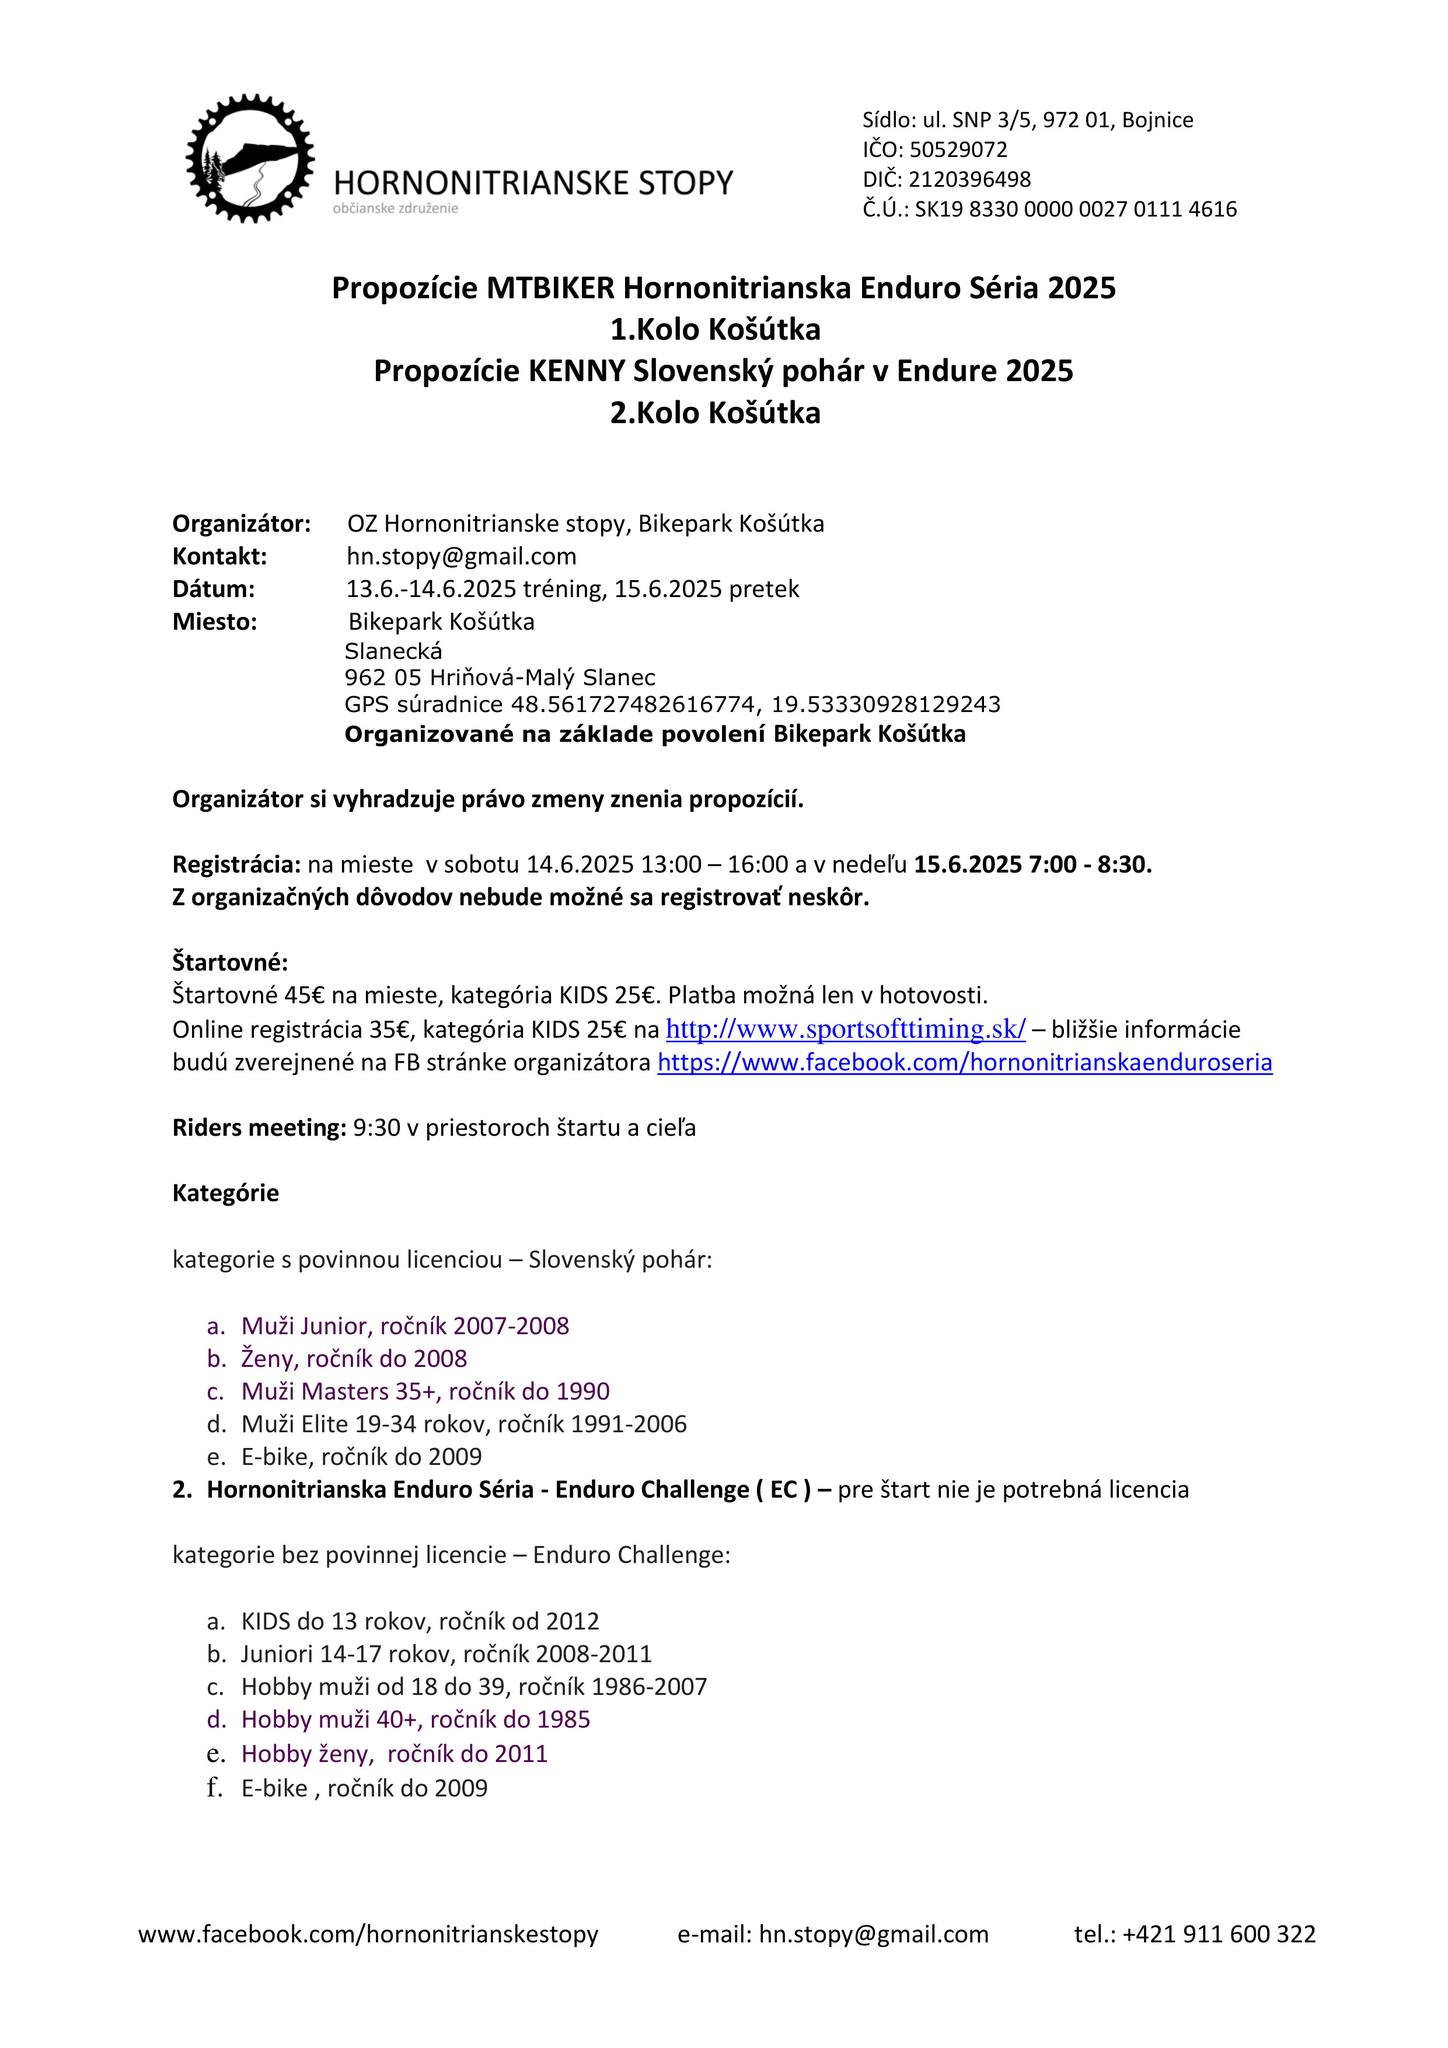 HORNONITRIANSKE STOPY
občianske združenie
Sídlo: ul. SNP 3/5, 972 01, Bojnice
IČO: 50529072
DIČ: 2120396498
Č.Ú.: SK19 8330 0000 0027 0111 4616
Propozície MTBIKER Hornonitrianska Enduro Séria 2025
1.Kolo Košútka
Propozície KENNY Slovenský pohár v Endure 2025
2.Kolo Košútka
Organizátor: OZ Hornonitrianske stopy, Bikepark Košútka
Kontakt: hn.stopy@gmail.com
Dátum: 13.6.-14.6.2025 tréning, 15.6.2025 pretek
Miesto: Bikepark Košútka
Slanecká
962 05 Hriňová-Malý Slanec
GPS súradnice 48.561727482616774, 19.53330928129243
Organizované na základe povolení Bikepark Košútka
Organizátor si vyhradzuje právo zmeny znenia propozícií.
Registrácia: na mieste  v sobotu 14.6.2025 13:00 – 16:00 a v nedeľu 15.6.2025 7:00 - 8:30.
Z organizačných dôvodov nebude možné sa registrovať neskôr.
Štartovné:
Štartovné 45€ na mieste, kategória KIDS 25€. Platba možná len v hotovosti.
Online registrácia 35€, kategória KIDS 25€ na http://www.sportsofttiming.sk/ – bližšie informácie
budú zverejnené na FB stránke organizátora https://www.facebook.com/hornonitrianskaenduroseria
Riders meeting: 9:30 v priestoroch štartu a cieľa
Kategórie
kategorie s povinnou licenciou – Slovenský pohár:
a. Muži Junior, ročník 2007-2008
b. Ženy, ročník do 2008
c. Muži Masters 35+, ročník do 1990
d. Muži Elite 19-34 rokov, ročník 1991-2006
e. E-bike, ročník do 2009
2. Hornonitrianska Enduro Séria - Enduro Challenge ( EC ) – pre štart nie je potrebná licencia
kategorie bez povinnej licencie – Enduro Challenge:
a. KIDS do 13 rokov, ročník od 2012
b. Juniori 14-17 rokov, ročník 2008-2011
c. Hobby muži od 18 do 39, ročník 1986-2007
d. Hobby muži 40+, ročník do 1985
e. Hobby ženy,  ročník do 2011
f. E-bike , ročník do 2009
www.facebook.com/hornonitrianskestopy e-mail: hn.stopy@gmail.com tel.: +421 911 600 322